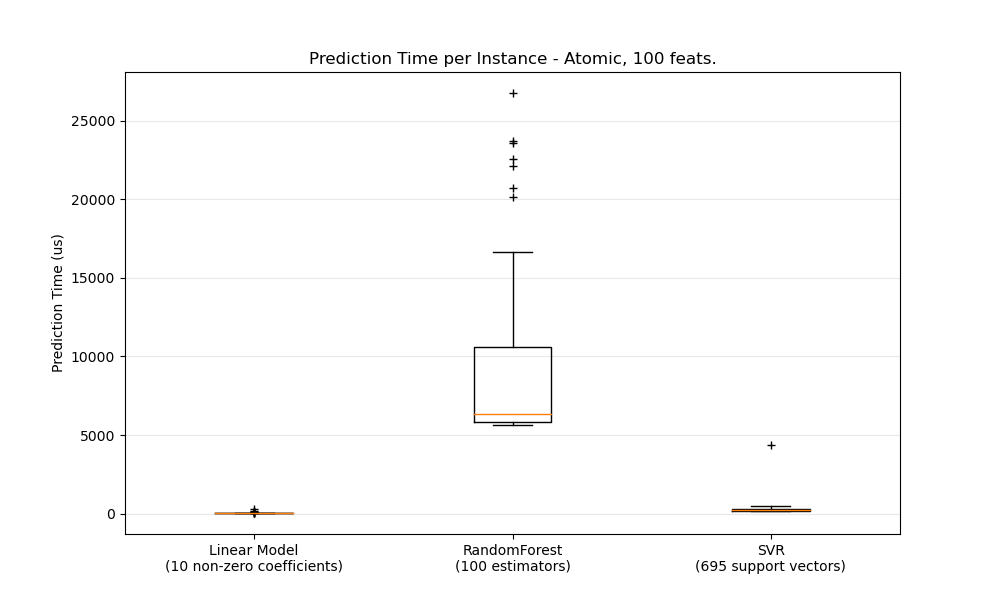 Prediction Time per Instance - Atomic, 100 feats.
Prediction Time (us)
25000
20000
15000
10000
5000
0
Linear Model
(10 non-zero coefficients)
RandomForest
(100 estimators)
SVR
(695 support vectors)